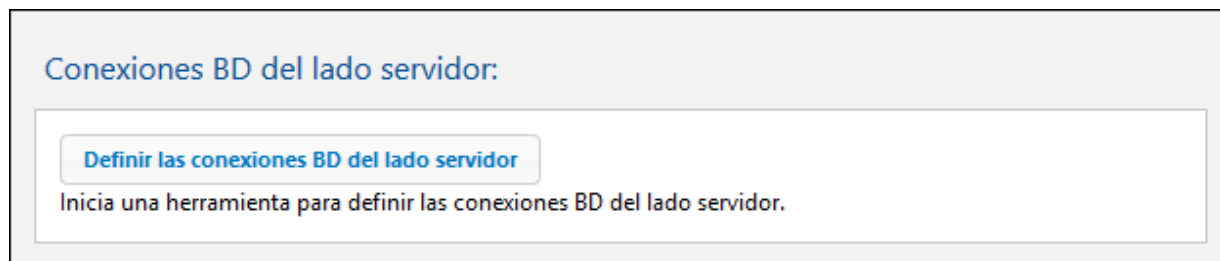 Conexiones BD del lado servidor:
Definir las conexiones BD del lado servidor
Inicia una herramienta para definir las conexiones BD del lado servidor.